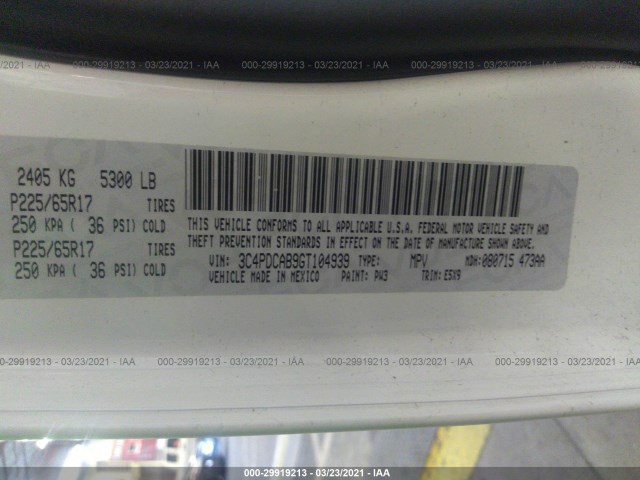 000-29919213 - 03/23/2021 - IAA
2405 KG 5300 LB
P225/65R17 TIRES
250 KPA ( 36 PSI) COLD
P225/65R17 TIRES
250 KPA ( 36 PSI) COLD
THIS VEHICLE CONFORMS TO ALL APPLICABLE U.S.A. FEDERAL MOTOR VEHICLE SAFETY AND
THEFT PREVENTION STANDARDS IN EFFECT ON THE DATE OF MANUFACTURE SHOWN ABOVE.
VIN: 3C4PDCAB9GT104939 TYPE: MPV MDH: 080715 473AA
VEHICLE MADE IN MEXICO PAINT: PW3 TRIM: E5X9
000-29919213 - 03/23/2021 - IAA
000-29919213 - 03/23/2021 - IAA